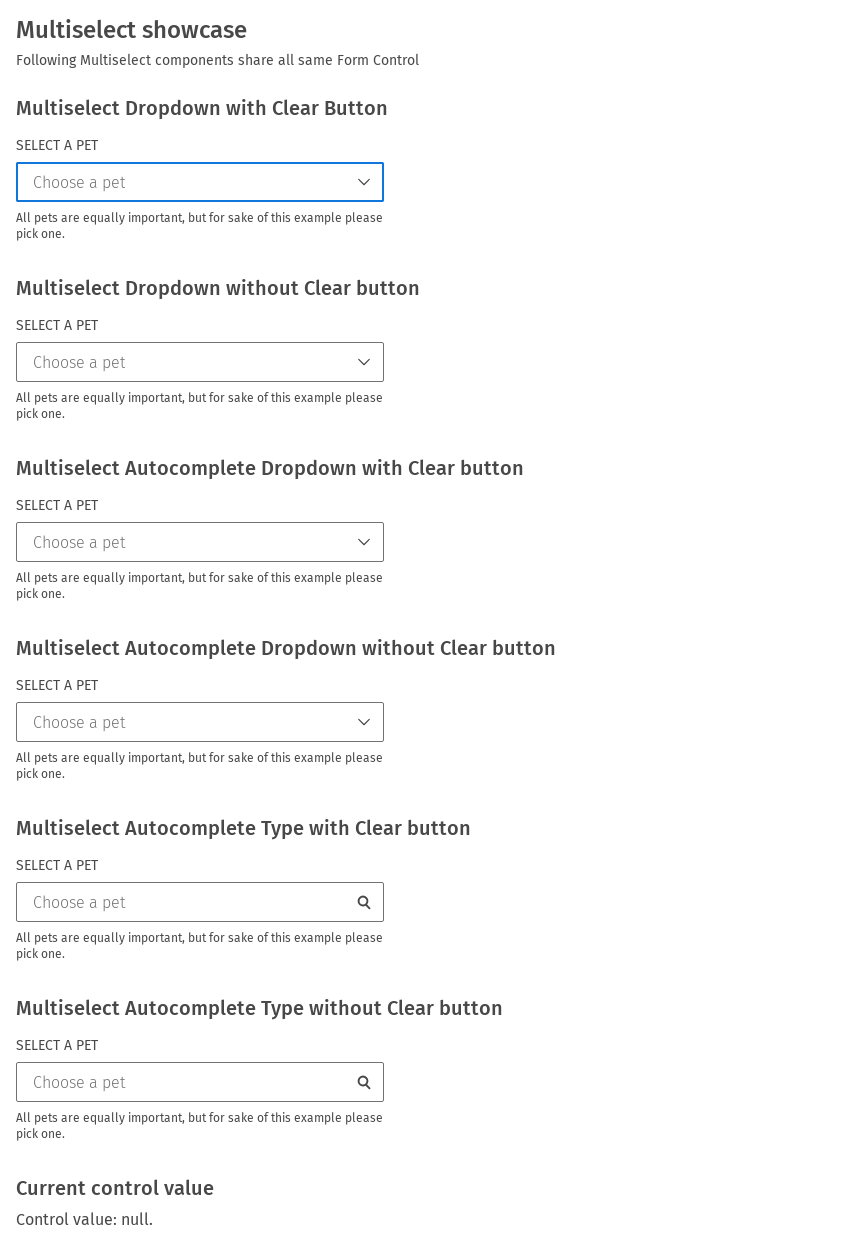 Multiselect showcase
Following Multiselect components share all same Form Control
Multiselect Dropdown with Clear Button
SELECT A PET
Choose a pet
All pets are equally important, but for sake of this example please
pick one.
Multiselect Dropdown without Clear button
SELECT A PET
Choose a pet
All pets are equally important, but for sake of this example please
pick one.
Multiselect Autocomplete Dropdown with Clear button
SELECT A PET
Choose a pet
All pets are equally important, but for sake of this example please
pick one.
Multiselect Autocomplete Dropdown without Clear button
SELECT A PET
Choose a pet
All pets are equally important, but for sake of this example please
pick one.
Multiselect Autocomplete Type with Clear button
SELECT A PET
Choose a pet
All pets are equally important, but for sake of this example please
pick one.
Multiselect Autocomplete Type without Clear button
SELECT A PET
Choose a pet
All pets are equally important, but for sake of this example please
pick one.
Current control value
Control value: null.